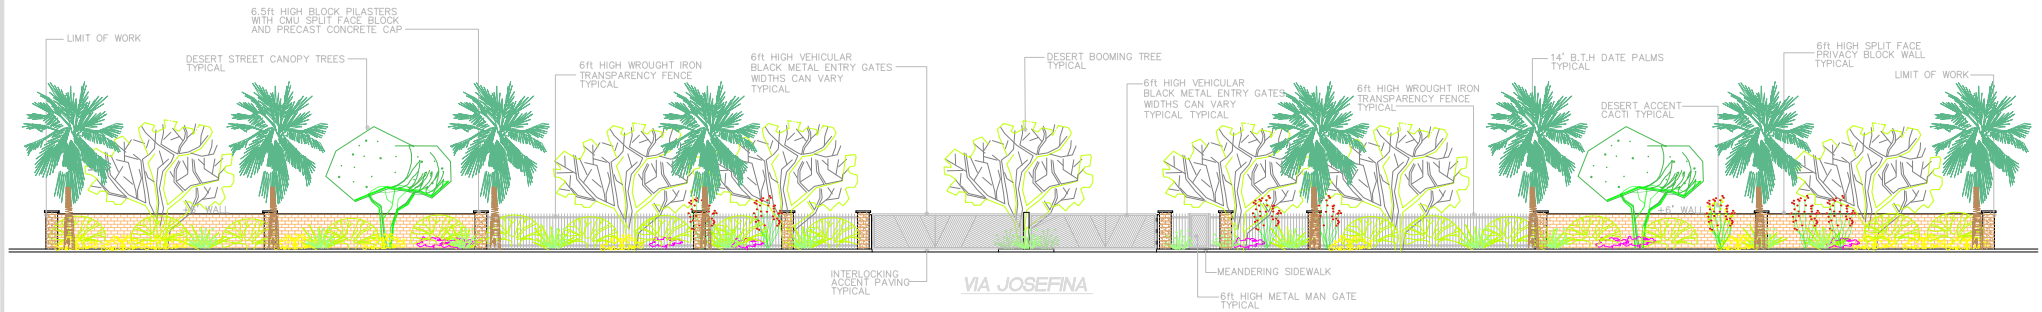 6.5ft HIGH BLOCK PILASTERS
WITH CMU SPLIT FACE BLOCK
AND PRECAST CONCRETE CAP
LIMIT OF WORK
DESERT STREET CANOPY TREES
TYPICAL
6ft HIGH WROUGHT IRON
TRANSPARENCY FENCE
TYPICAL
6ft HIGH VEHICULAR
BLACK METAL ENTRY GATES
WIDTHS CAN VARY
TYPICAL
DESERT BOOMING TREE
TYPICAL
6ft HIGH VEHICULAR
BLACK METAL ENTRY GATES
WIDTHS CAN VARY
TYPICAL TYPICAL
6ft HIGH WROUGHT IRON
TRANSPARENCY FENCE
TYPICAL
14' B.T.H DATE PALMS
TYPICAL
DESERT ACCENT
CACTI TYPICAL
6ft HIGH SPLIT FACE
PRIVACY BLOCK WALL
TYPICAL
LIMIT OF WORK
WALL
+6' WALL
INTERLOCKING
ACCENT PAVING
TYPICAL
VIA JOSEFINA
MEANDERING SIDEWALK
6ft HIGH METAL MAN GATE
TYPICAL